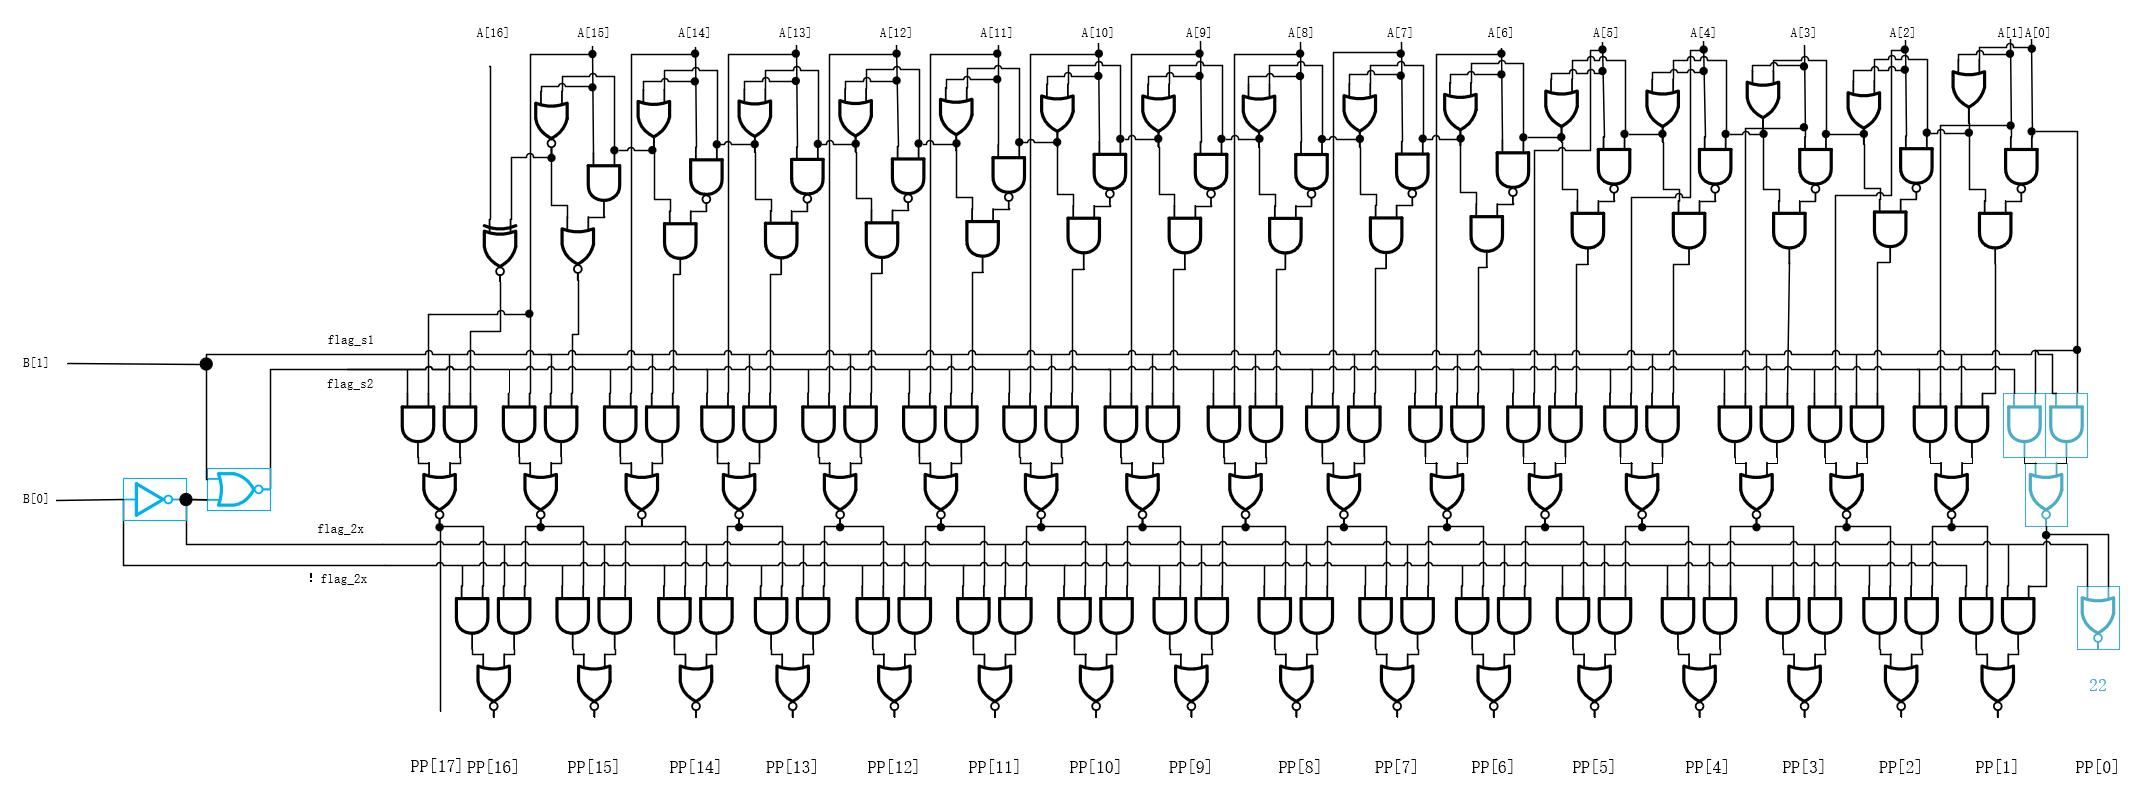 A[16] A[15] A[14] A[13] A[12] A[11] A[10] A[9] A[8] A[7] A[6] A[5] A[4] A[3] A[2] A[1] A[0]
flag_s1
B[1]
flag_s2
B[0]
flag_2x
! flag_2x
22
PP[17] PP[16] PP[15] PP[14] PP[13] PP[12] PP[11] PP[10] PP[9] PP[8] PP[7] PP[6] PP[5] PP[4] PP[3] PP[2] PP[1] PP[0]